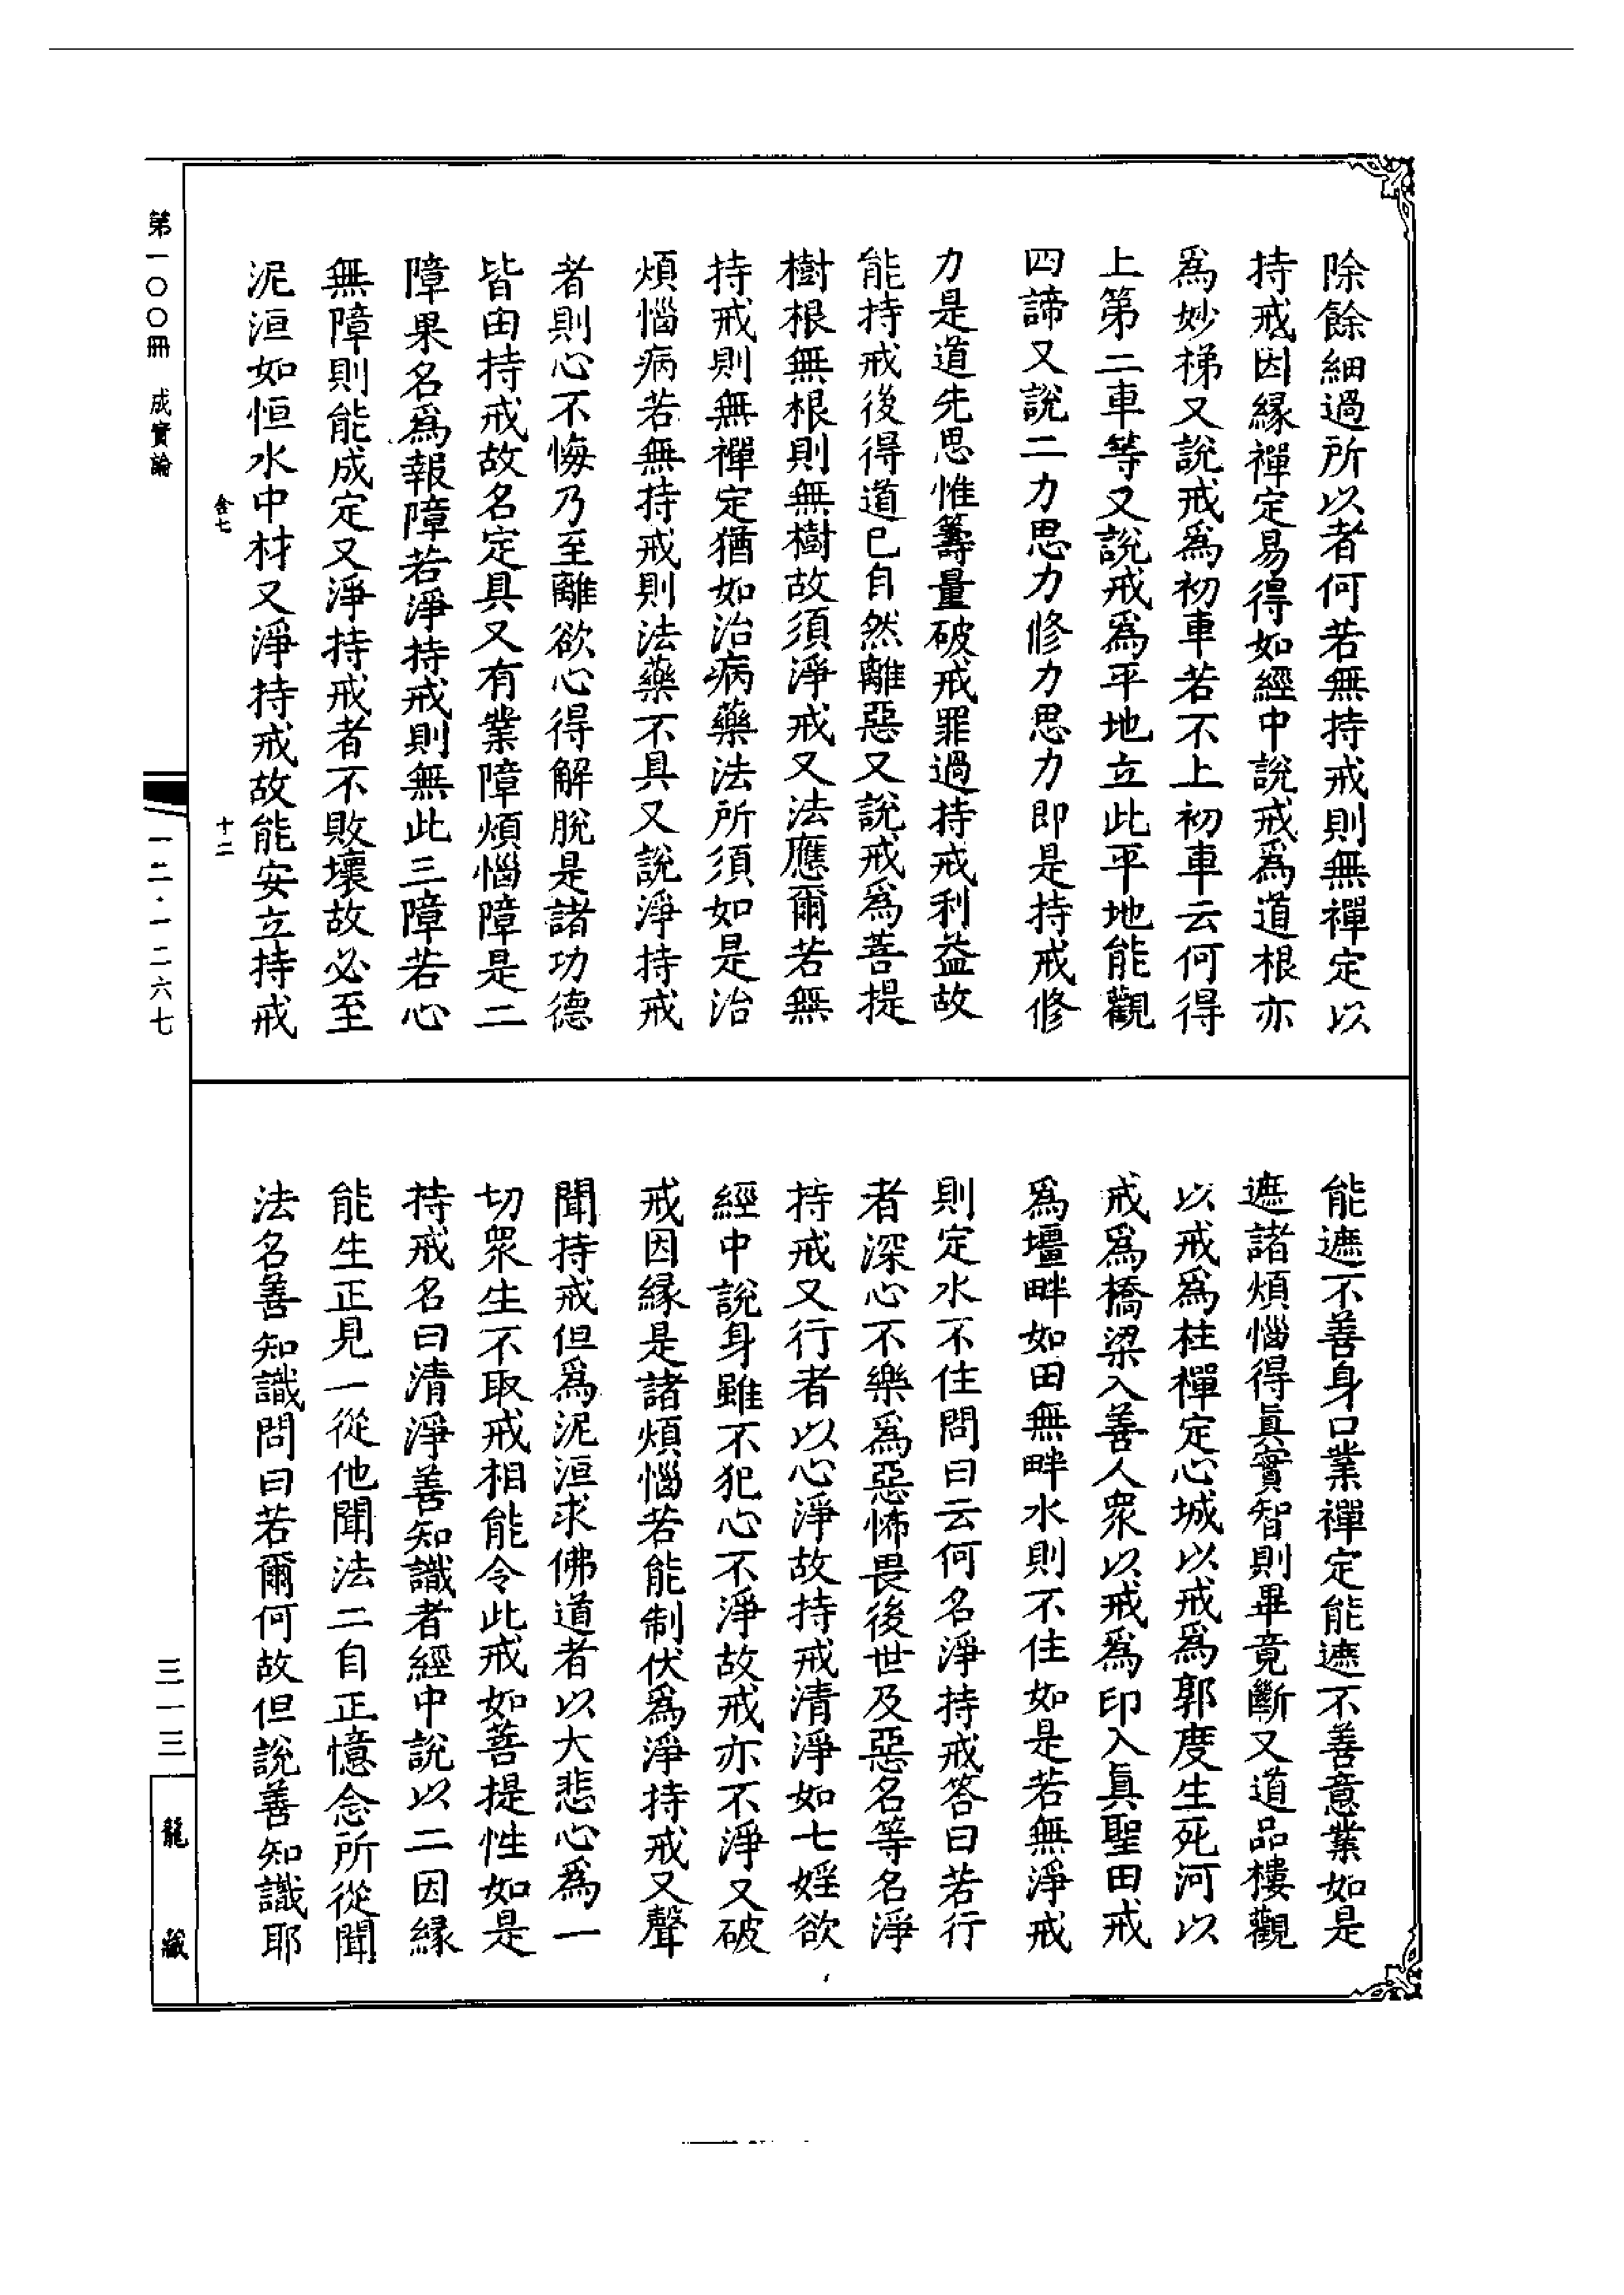 除餘細過所以者何若無持戒則無禪定以
持戒因緣禪定易得如經中說戒爲道根亦
爲妙梯又說戒爲初車若不上初車云何得
上第二車等又說戒爲平地立此平地能觀
四諦又說二力思力修力思力即是持戒修
力是道先思惟籌量破戒罪過持戒利益故
能持戒後得道已自然離惡又說戒爲菩提
樹根無根則無樹故須淨戒又法應爾若無
持戒則無禪定猶如治病藥法所須如是治
煩惱病若無持戒則法藥不具又說淨持戒
者則心不悔乃至離欲心得解脫是諸功德
皆由持戒故名定具又有業障煩惱障是二
障果名爲報障若淨持戒則無此三障若心
無障則能成定又淨持戒者不敗壞故必至
泥洹如恒水中材又淨持戒故能安立持戒
能遮不善身口業禪定能遮不善意業如是
遮諸煩惱得眞實智則畢竟斷又道品樓觀
以戒爲柱禪定心城以戒爲郭度生死河以
戒爲橋梁入善人衆以戒爲印入眞聖田戒
爲壃畔如田無畔水則不住如是若無淨戒
則定水不住問曰云何名淨持戒答曰若行
者深心不樂爲惡怖畏後世及惡名等名淨
持戒又行者以心淨故持戒清淨如七婬欲
經中說身雖不犯心不淨故戒亦不淨又破
戒因緣是諸煩惱若能制伏爲淨持戒又聲
聞持戒但爲泥洹求佛道者以大悲心爲一
切衆生不取戒相能令此戒如菩提性如是
持戒名曰清淨善知識者經中說以二因緣
能生正見一從他聞法二自正憶念所從聞
法名善知識問曰若爾何故但說善知識耶
舍七
十二
第一〇〇冊 成實論
一二·一二六七
三一三
龍藏